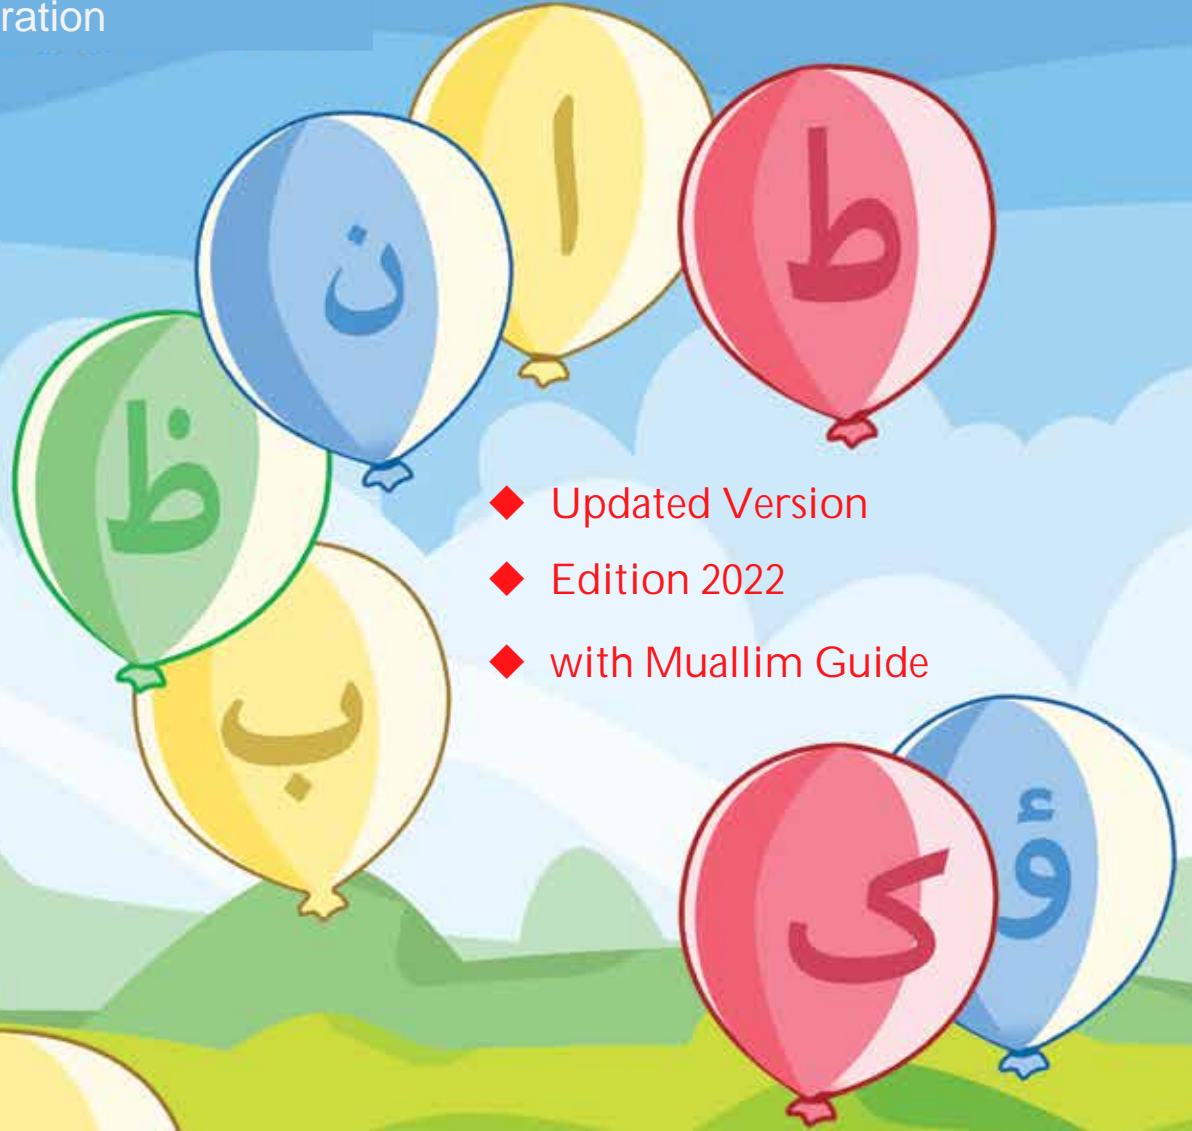 ration
ا
ط
ن
ظ
◆ Updated Version
◆ Edition 2022
◆ with Muallim Guide
ب
ک